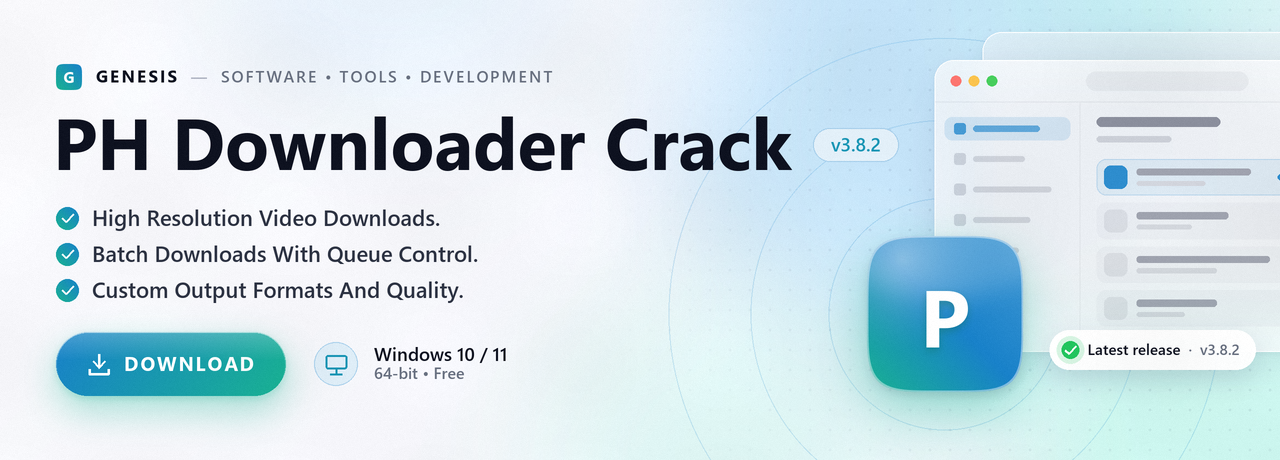 G GENESIS — SOFTWARE • TOOLS • DEVELOPMENT
PH Downloader Crack v3.8.2
High Resolution Video Downloads.
Batch Downloads With Queue Control.
Custom Output Formats And Quality.
DOWNLOAD
Windows 10 / 11
64-bit • Free
P
Latest release · v3.8.2